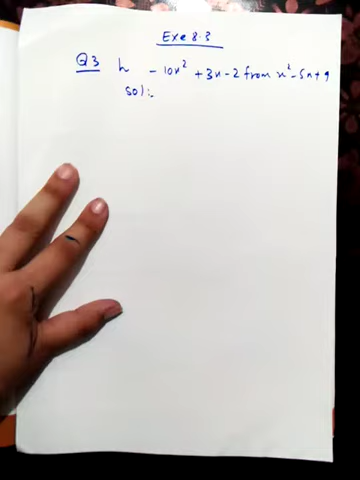 Exe 8.3
Q3 h -10x² + 3x - 2 from x² - 5x + 9
sol: